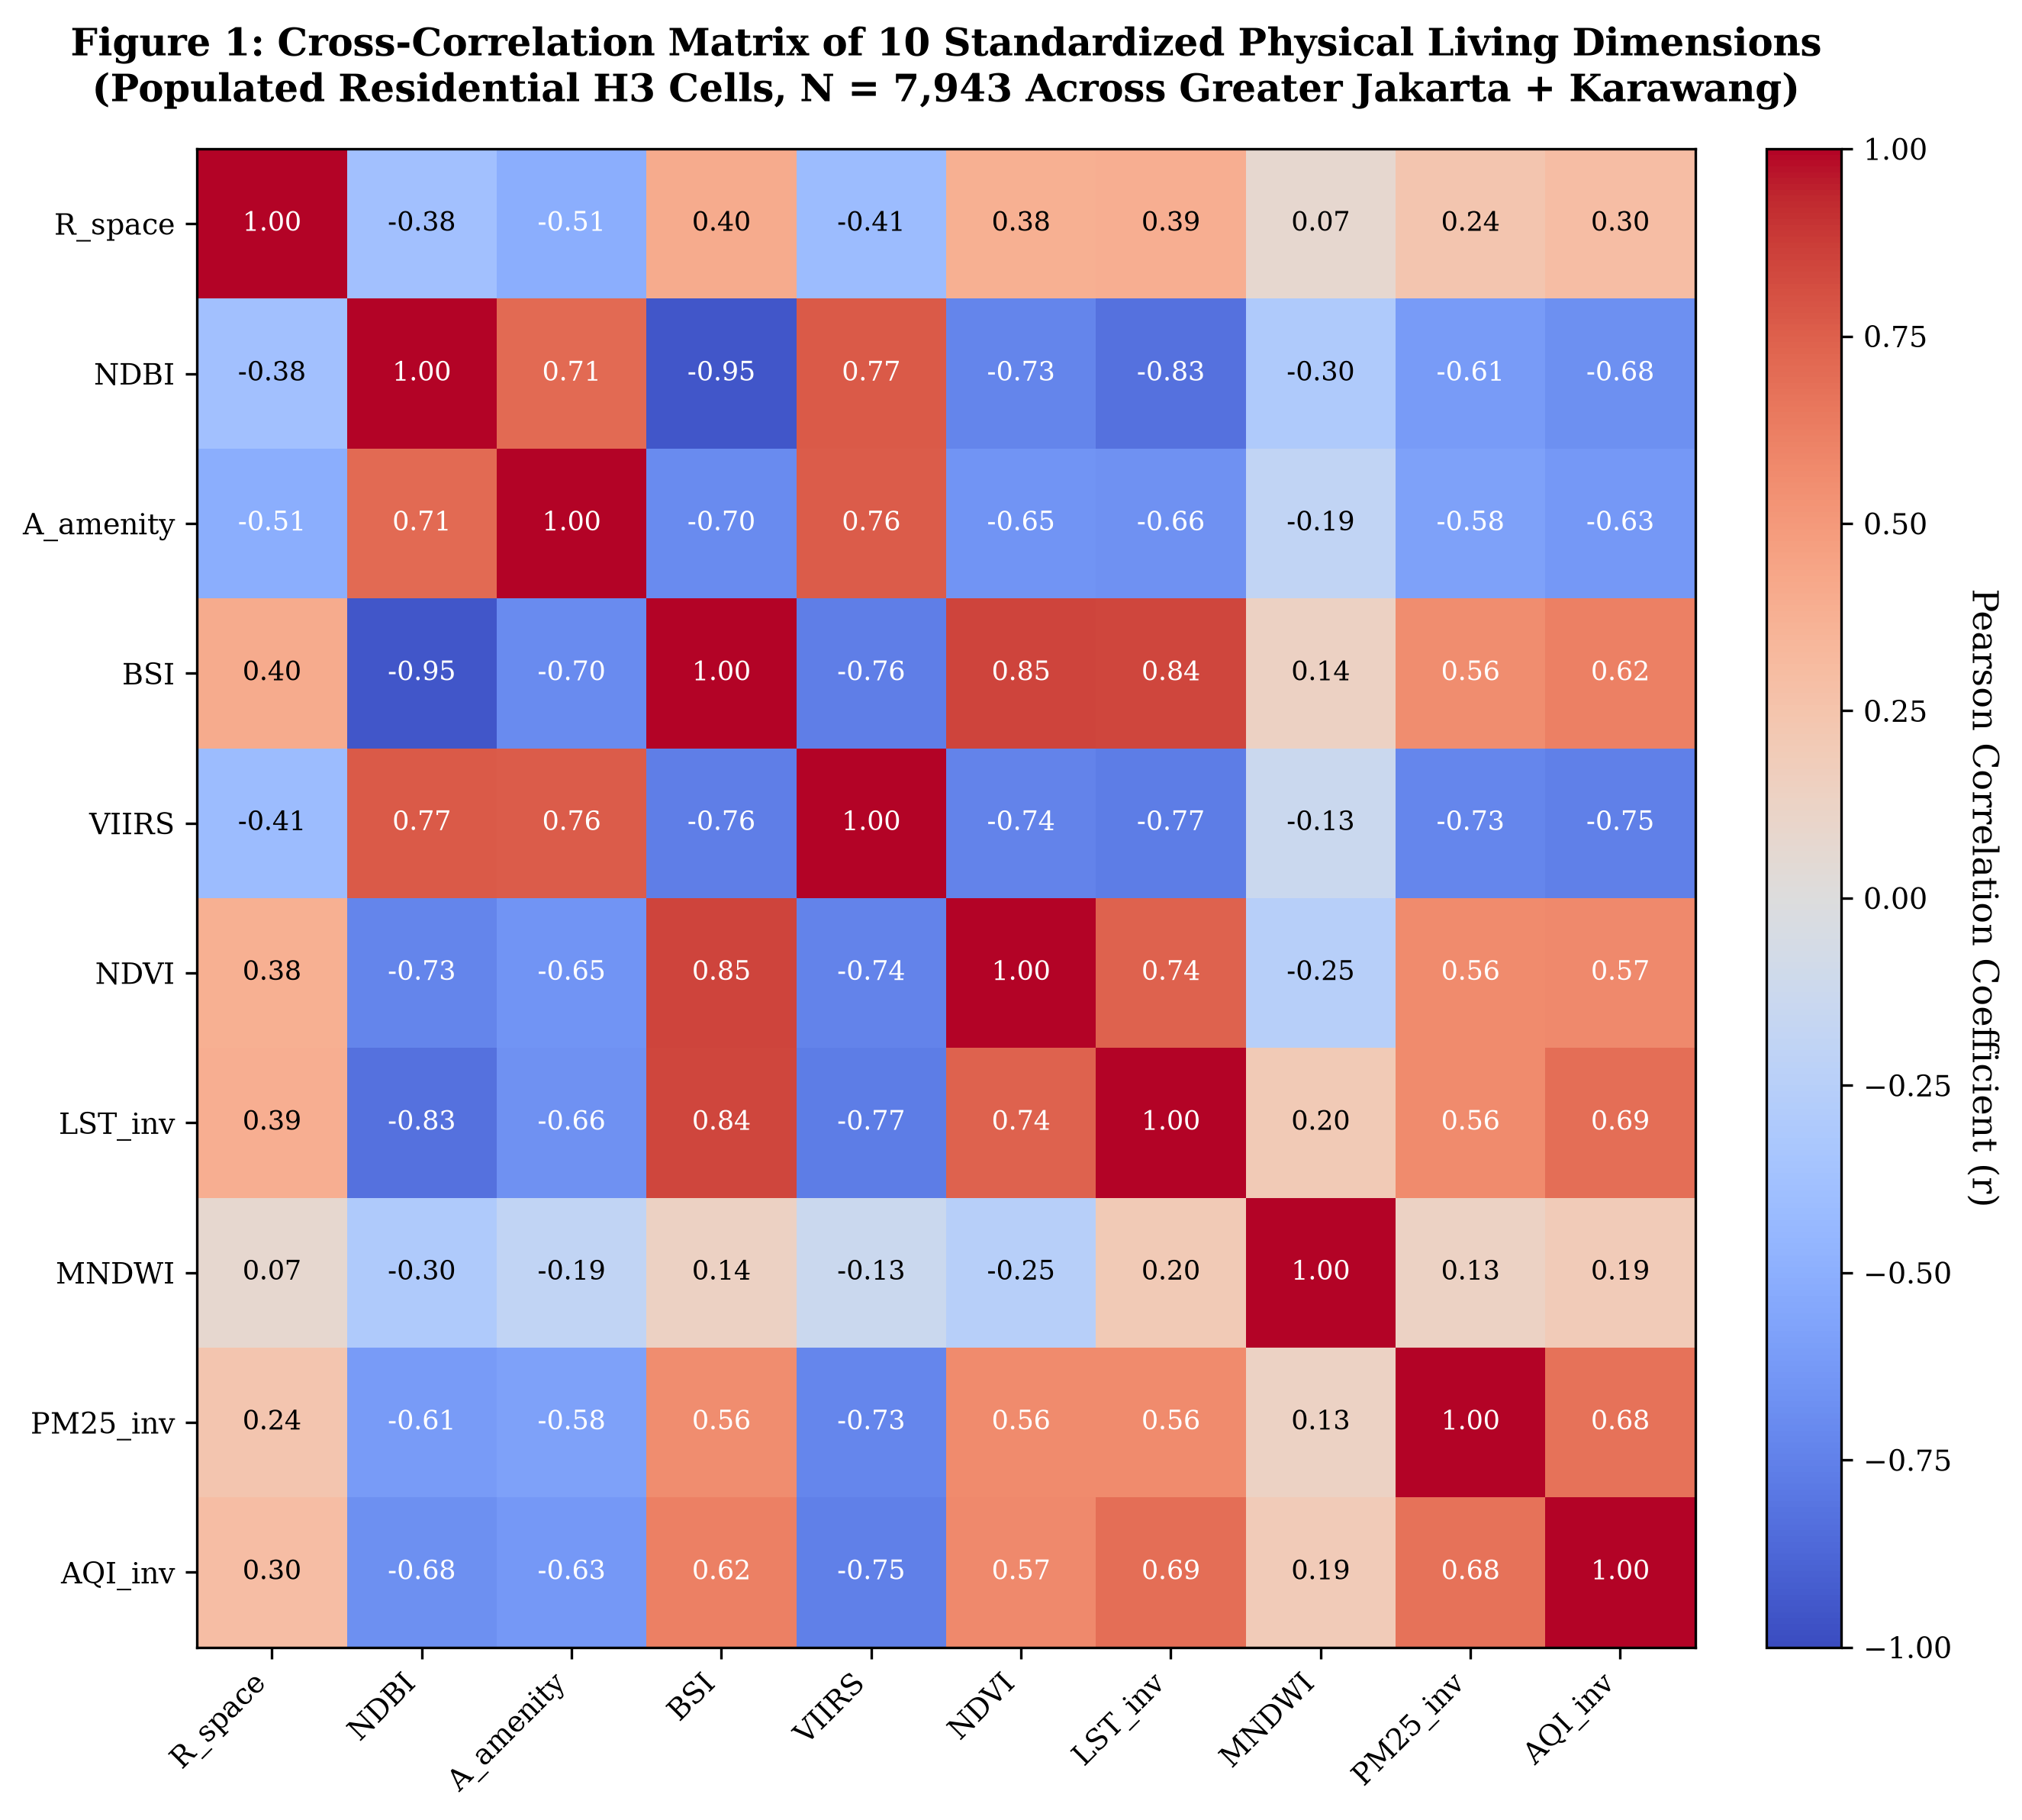 Figure 1: Cross-Correlation Matrix of 10 Standardized Physical Living Dimensions
(Populated Residential H3 Cells, N = 7,943 Across Greater Jakarta + Karawang)
R_space 1.00 -0.38 -0.51 0.40 -0.41 0.38 0.39 0.07 0.24 0.30
NDBI -0.38 1.00 0.71 -0.95 0.77 -0.73 -0.83 -0.30 -0.61 -0.68
A_amenity -0.51 0.71 1.00 -0.70 0.76 -0.65 -0.66 -0.19 -0.58 -0.63
BSI 0.40 -0.95 -0.70 1.00 -0.76 0.85 0.84 0.14 0.56 0.62
VIIRS -0.41 0.77 0.76 -0.76 1.00 -0.74 -0.77 -0.13 -0.73 -0.75
NDVI 0.38 -0.73 -0.65 0.85 -0.74 1.00 0.74 -0.25 0.56 0.57
LST_inv 0.39 -0.83 -0.66 0.84 -0.77 0.74 1.00 0.20 0.56 0.69
MNDWI 0.07 -0.30 -0.19 0.14 -0.13 -0.25 0.20 1.00 0.13 0.19
PM25_inv 0.24 -0.61 -0.58 0.56 -0.73 0.56 0.56 0.13 1.00 0.68
AQI_inv 0.30 -0.68 -0.63 0.62 -0.75 0.57 0.69 0.19 0.68 1.00
R_space NDBI A_amenity BSI VIIRS NDVI LST_inv MNDWI PM25_inv AQI_inv
1.00
0.75
0.50
0.25
0.00
−0.25
−0.50
−0.75
−1.00
Pearson Correlation Coefficient (r)